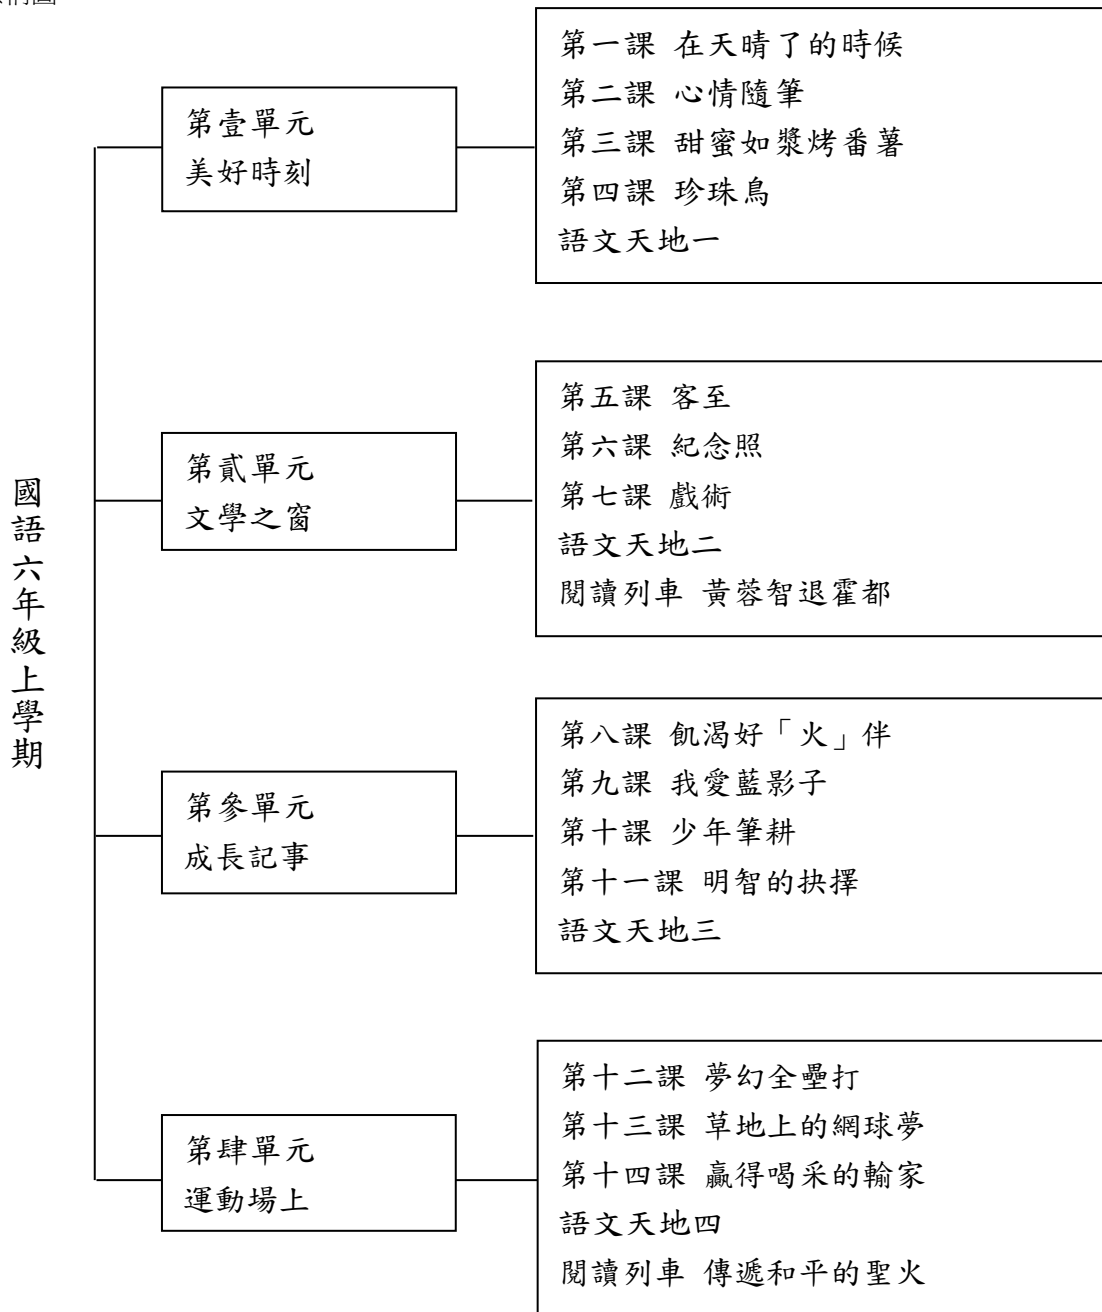 國語六年級上學期
第壹單元
美好時刻
第一課 在天晴了的時候
第二課 心情隨筆
第三課 甜蜜如漿烤番薯
第四課 珍珠鳥
語文天地一
第貳單元
文學之窗
第五課 客至
第六課 紀念照
第七課 戲術
語文天地二
閱讀列車 黃蓉智退霍都
第參單元
成長記事
第八課 飢渴好「火」伴
第九課 我愛藍影子
第十課 少年筆耕
第十一課 明智的抉擇
語文天地三
第肆單元
運動場上
第十二課 夢幻全壘打
第十三課 草地上的網球夢
第十四課 贏得喝采的輸家
語文天地四
閱讀列車 傳遞和平的聖火